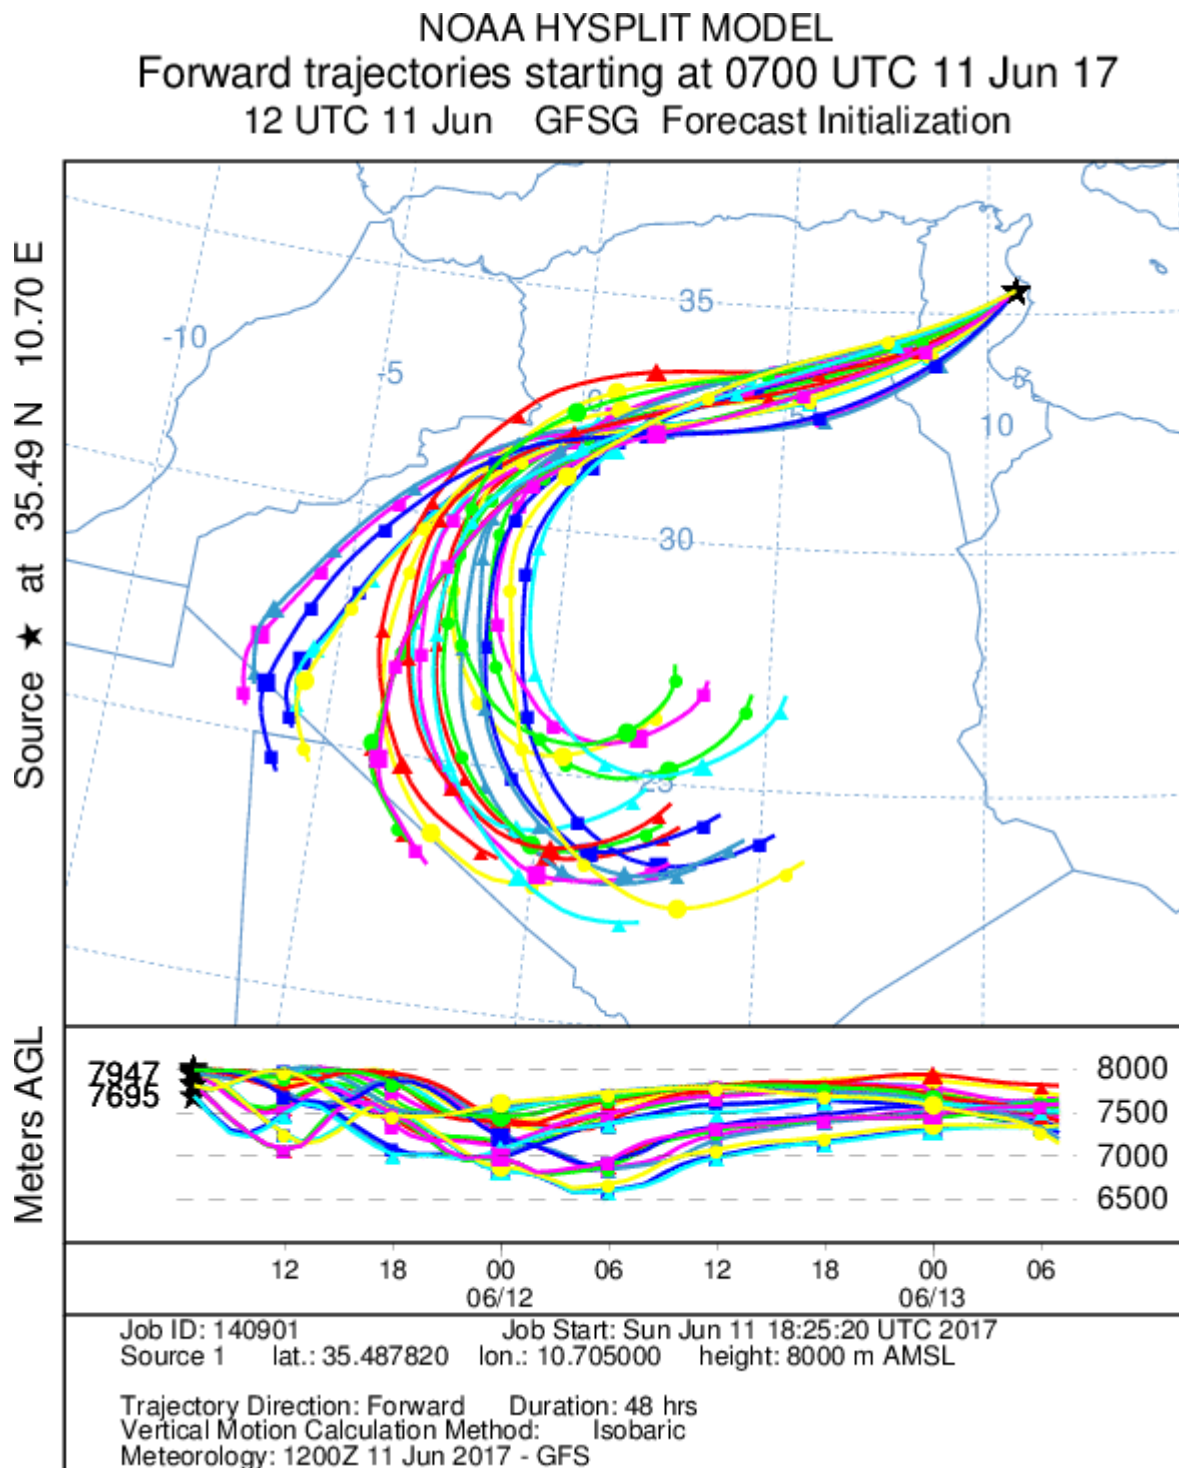 NOAA HYSPLIT MODEL
Forward trajectories starting at 0700 UTC 11 Jun 17
12 UTC 11 Jun GFSG Forecast Initialization
Source ★ at 35.49 N 10.70 E
-10
-5
35
5
10
30
25
Meters AGL
7947
7695
8000
7500
7000
6500
12 18 00 06 12 18 00 06
06/12 06/13
Job ID: 140901 Job Start: Sun Jun 11 18:25:20 UTC 2017
Source 1 lat.: 35.487820 lon.: 10.705000 height: 8000 m AMSL
Trajectory Direction: Forward Duration: 48 hrs
Vertical Motion Calculation Method: Isobaric
Meteorology: 1200Z 11 Jun 2017 - GFS